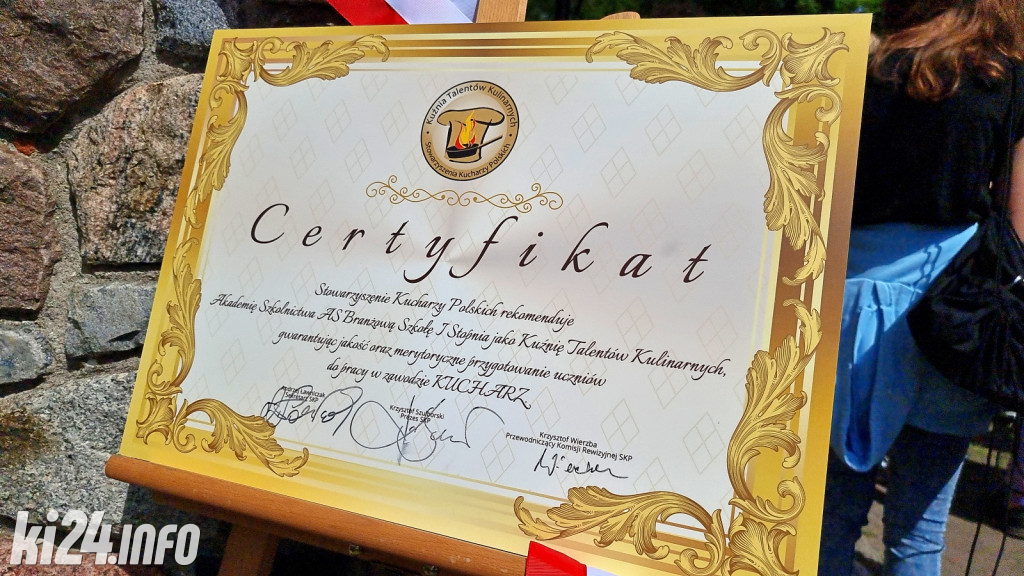 Kuźnia Talentów Kulinarnych
Stowarzyszenia Kucharzy Polskich
Certyfikat
Stowarzyszenie Kucharzy Polskich rekomenduje
Akademię Szkolnictwa AS Branżową Szkołę I Stopnia jako Kuźnię Talentów Kulinarnych,
gwarantując jakość oraz merytoryczne przygotowanie uczniów
do pracy w zawodzie KUCHARZ
SKP
Krzysztof Szulborski
Prezes SKP
Krzysztof Wierzba
Przewodniczący Komisji Rewizyjnej SKP
ki24.info